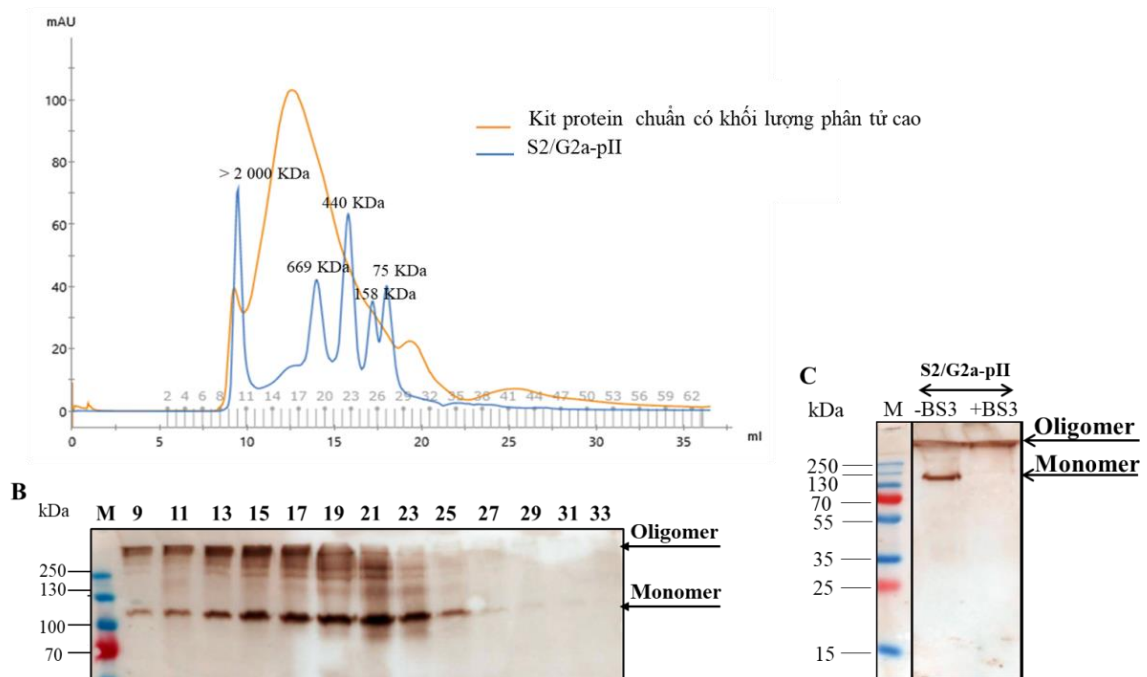 mAU
100
80
60
40
20
0
Kit protein chuẩn có khối lượng phân tử cao
S2/G2a-pII
> 2 000 KDa
440 KDa
669 KDa
75 KDa
158 KDa
2 4 6 8 11 14 17 20 23 26 29 32 35 38 41 44 47 50 53 56 59 62
0 5 10 15 20 25 30 35 ml
B
kDa M 9 11 13 15 17 19 21 23 25 27 29 31 33
Oligomer
250
130
Monomer
100
70
C
S2/G2a-pII
kDa M -BS3 +BS3
Oligomer
250
Monomer
130
70
55
35
25
15